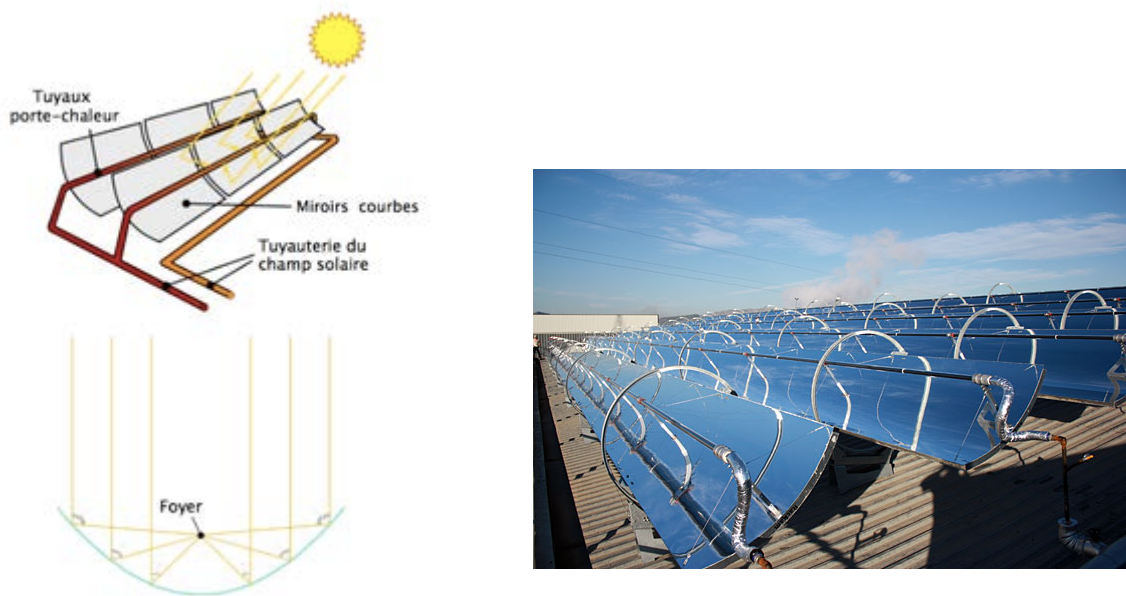 Tuyaux
porte-chaleur
Miroirs courbes
Tuyauterie du
champ solaire
Foyer